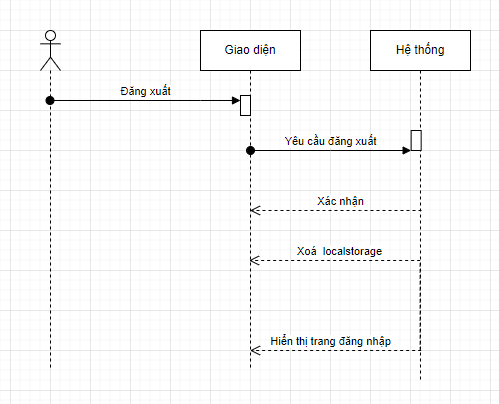 Giao diện
Hệ thống
Đăng xuất
Yêu cầu đăng xuất
Xác nhận
Xoá localstorage
Hiển thị trang đăng nhập